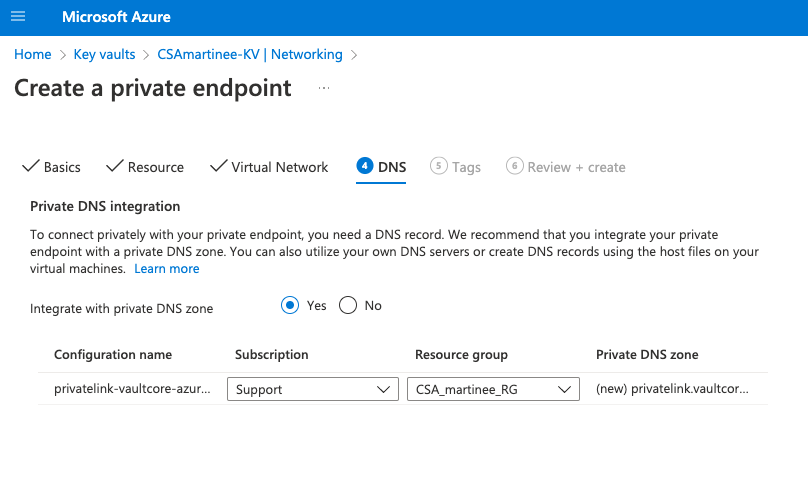 Microsoft Azure
Home > Key vaults > CSAmartinee-KV | Networking >
Create a private endpoint ...
Basics Resource Virtual Network 4 DNS 5 Tags 6 Review + create
Private DNS integration
To connect privately with your private endpoint, you need a DNS record. We recommend that you integrate your private
endpoint with a private DNS zone. You can also utilize your own DNS servers or create DNS records using the host files on your
virtual machines. Learn more
Integrate with private DNS zone Yes No
Configuration name Subscription Resource group Private DNS zone
privatelink-vaultcore-azur... Support CSA_martinee_RG (new) privatelink.vaultcor...